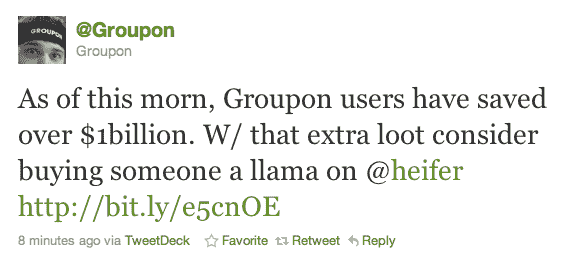 GROUPON
@Groupon
Groupon
As of this morn, Groupon users have saved
over $1billion. W/ that extra loot consider
buying someone a llama on @heifer
http://bit.ly/e5cnOE
8 minutes ago via TweetDeck Favorite Retweet Reply